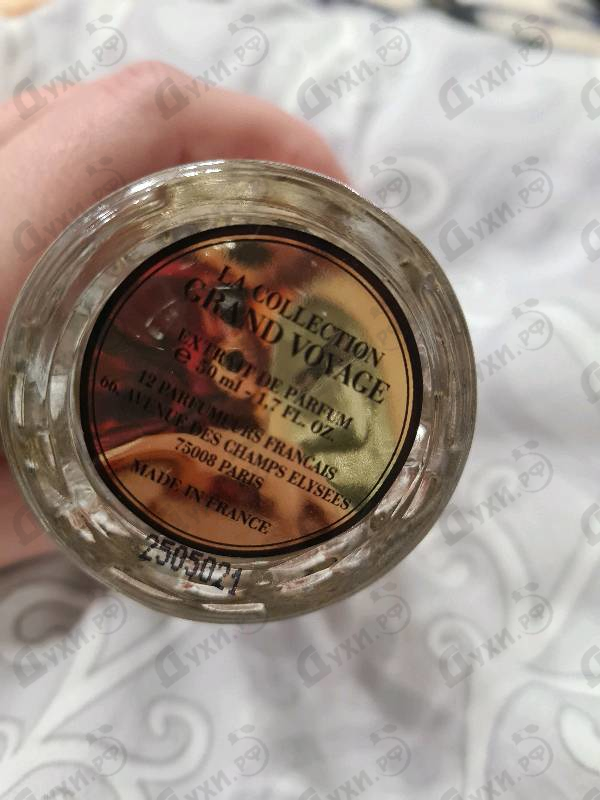 LA COLLECTION
GRAND VOYAGE
EXTRAIT DE PARFUM
e 50 ml - 1.7 FL. OZ.
12 PARFUMEURS FRANCAIS
66, AVENUE DES CHAMPS ELYSEES
75008 PARIS
MADE IN FRANCE
2505021
Духи.РФ